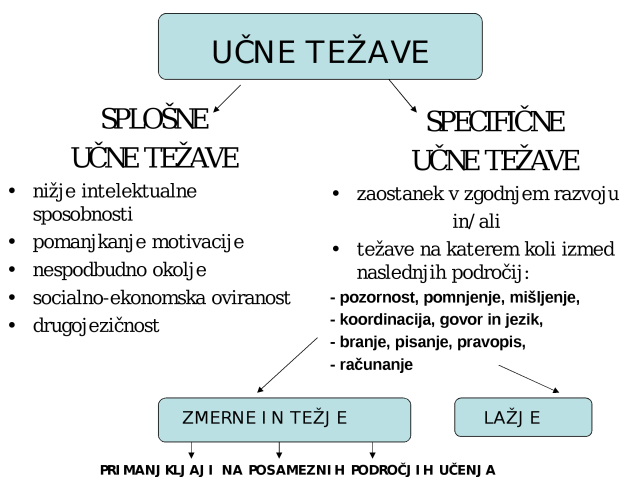 UČNE TEŽAVE
SPLOŠNE
UČNE TEŽAVE
• nižje intelektualne
sposobnosti
• pomanjkanje motivacije
• nespodbudno okolje
• socialno-ekonomska oviranost
• drugojezičnost
SPECIFIČNE
UČNE TEŽAVE
• zaostanek v zgodnjem razvoju
in/ali
• težave na katerem koli izmed
naslednjih področij:
- pozornost, pomnjenje, mišljenje,
- koordinacija, govor in jezik,
- branje, pisanje, pravopis,
- računanje
ZMERNE IN TEŽJE
LAŽJE
PRIMANJKLJAJI NA POSAMEZNIH PODROČJIH UČENJA